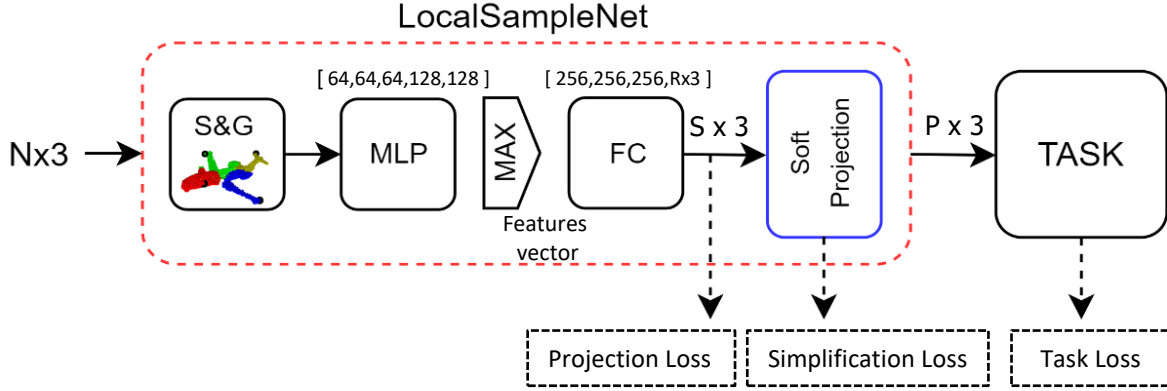 LocalSampleNet
[ 64,64,64,128,128 ]
[ 256,256,256,Rx3 ]
Nx3
S&G
MLP
MAX
FC
S x 3
Soft
Projection
P x 3
TASK
Features
vector
Projection Loss
Simplification Loss
Task Loss